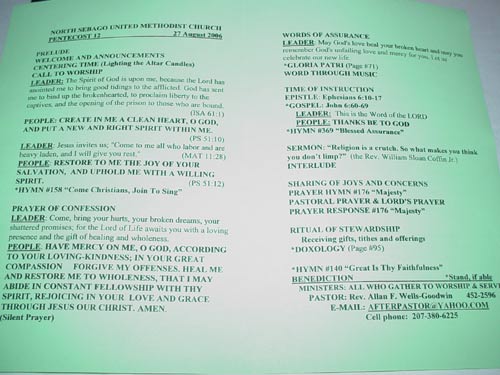 NORTH SEBAGO UNITED METHODIST CHURCH
PENTECOST 12 27 August 2006
PRELUDE
WELCOME AND ANNOUNCEMENTS
CENTERING TIME (Lighting the Altar Candles)
CALL TO WORSHIP
LEADER: The Spirit of God is upon me, because the Lord has
anointed me to bring good tidings to the afflicted. God has sent
me to bind up the brokenhearted, to proclaim liberty to the
captives, and the opening of the prison to those who are bound.
(ISA 61:1)
PEOPLE: CREATE IN ME A CLEAN HEART, O GOD,
AND PUT A NEW AND RIGHT SPIRIT WITHIN ME.
(PS 51:10)
LEADER: Jesus invites us; "Come to me all who labor and are
heavy laden, and I will give you rest." (MAT 11:28)
PEOPLE: RESTORE TO ME THE JOY OF YOUR
SALVATION, AND UPHOLD ME WITH A WILLING
SPIRIT. (PS 51:12)
*HYMN #158 "Come Christians, Join To Sing"
PRAYER OF CONFESSION
LEADER: Come, bring your hurts, your broken dreams, your
shattered promises; for the Lord of Life awaits you with a loving
presence and the gift of healing and wholeness.
PEOPLE: HAVE MERCY ON ME, O GOD, ACCORDING
TO YOUR LOVING-KINDNESS; IN YOUR GREAT
COMPASSION FORGIVE MY OFFENSES. HEAL ME
AND RESTORE ME TO WHOLENESS, THAT I MAY
ABIDE IN CONSTANT FELLOWSHIP WITH THY
SPIRIT, REJOICING IN YOUR LOVE AND GRACE
THROUGH JESUS OUR CHRIST. AMEN.
(Silent Prayer)
WORDS OF ASSURANCE
LEADER: May God's love heal your broken heart and may you
remember God's unfailing love and mercy for you. Let us
celebrate our new life.
*GLORIA PATRI (Page #71)
WORD THROUGH MUSIC
TIME OF INSTRUCTION
EPISTLE: Ephesians 6:10-17
*GOSPEL: John 6:60-69
LEADER: This is the Word of the LORD
PEOPLE: THANKS BE TO GOD
*HYMN #369 "Blessed Assurance"
SERMON: "Religion is a crutch. So what makes you think
you don't limp?" (the Rev. William Sloan Coffin Jr.)
INTERLUDE
SHARING OF JOYS AND CONCERNS
PRAYER HYMN #176 "Majesty"
PASTORAL PRAYER & LORD'S PRAYER
PRAYER RESPONSE #176 "Majesty"
RITUAL OF STEWARDSHIP
Receiving gifts, tithes and offerings
*DOXOLOGY (Page #95)
*HYMN #140 "Great Is Thy Faithfulness"
BENEDICTION *Stand, if able
MINISTERS: ALL WHO GATHER TO WORSHIP & SERV
PASTOR: Rev. Allan F. Wells-Goodwin 452-2596
E-MAIL: AFTERPASTOR@YAHOO.COM
Cell phone: 207-380-6225